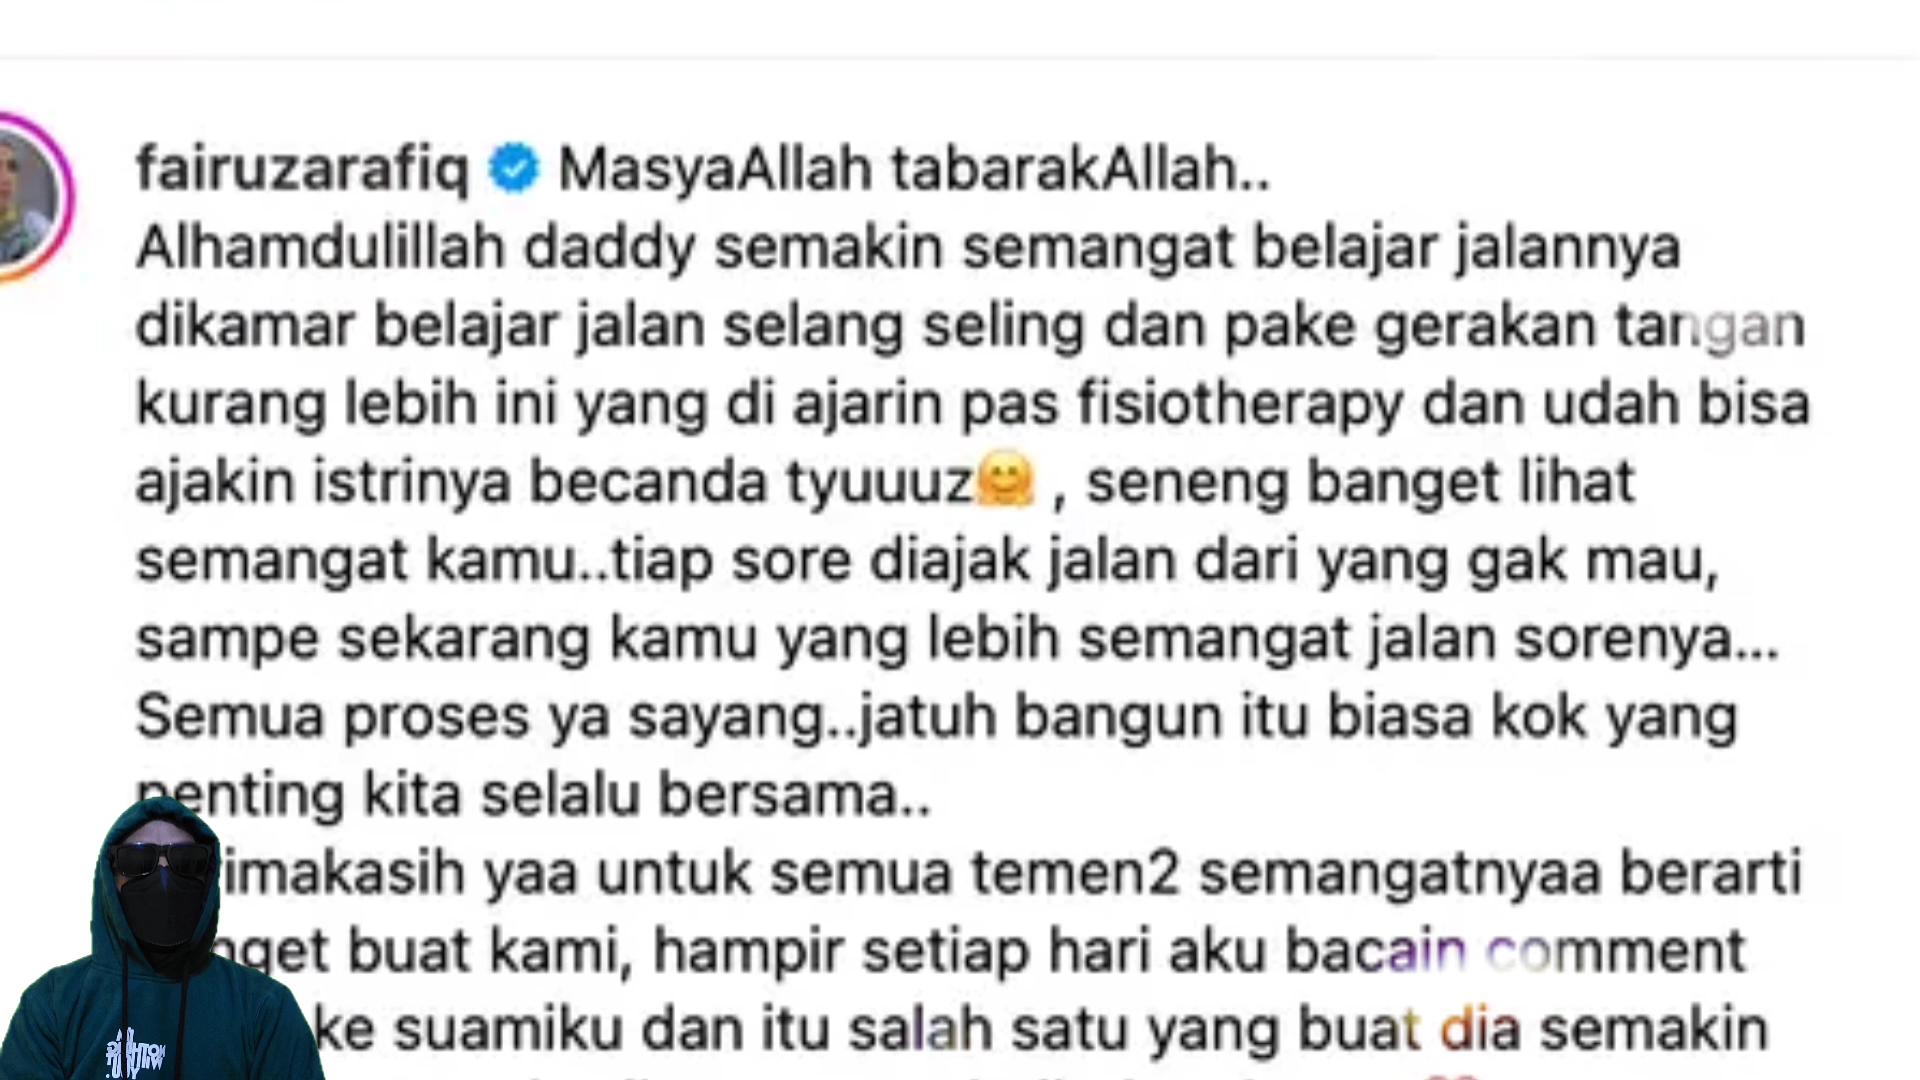 fairuzarafiq MasyaAllah tabarakAllah..
Alhamdulillah daddy semakin semangat belajar jalannya
dikamar belajar jalan selang seling dan pake gerakan tangan
kurang lebih ini yang di ajarin pas fisiotherapy dan udah bisa
ajakin istrinya becanda tyuuuz🤗 , seneng banget lihat
semangat kamu..tiap sore diajak jalan dari yang gak mau,
sampe sekarang kamu yang lebih semangat jalan sorenya...
Semua proses ya sayang..jatuh bangun itu biasa kok yang
penting kita selalu bersama..
imakasih yaa untuk semua temen2 semangatnyaa berarti
nget buat kami, hampir setiap hari aku bacain comment
ke suamiku dan itu salah satu yang buat dia semakin